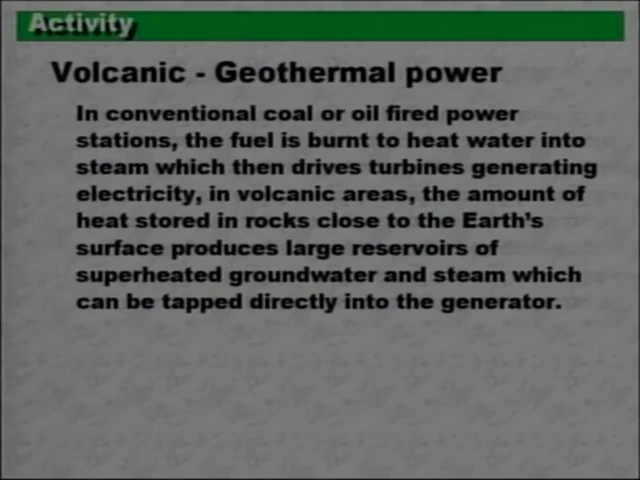 Activity
Volcanic - Geothermal power
In conventional coal or oil fired power
stations, the fuel is burnt to heat water into
steam which then drives turbines generating
electricity, in volcanic areas, the amount of
heat stored in rocks close to the Earth's
surface produces large reservoirs of
superheated groundwater and steam which
can be tapped directly into the generator.